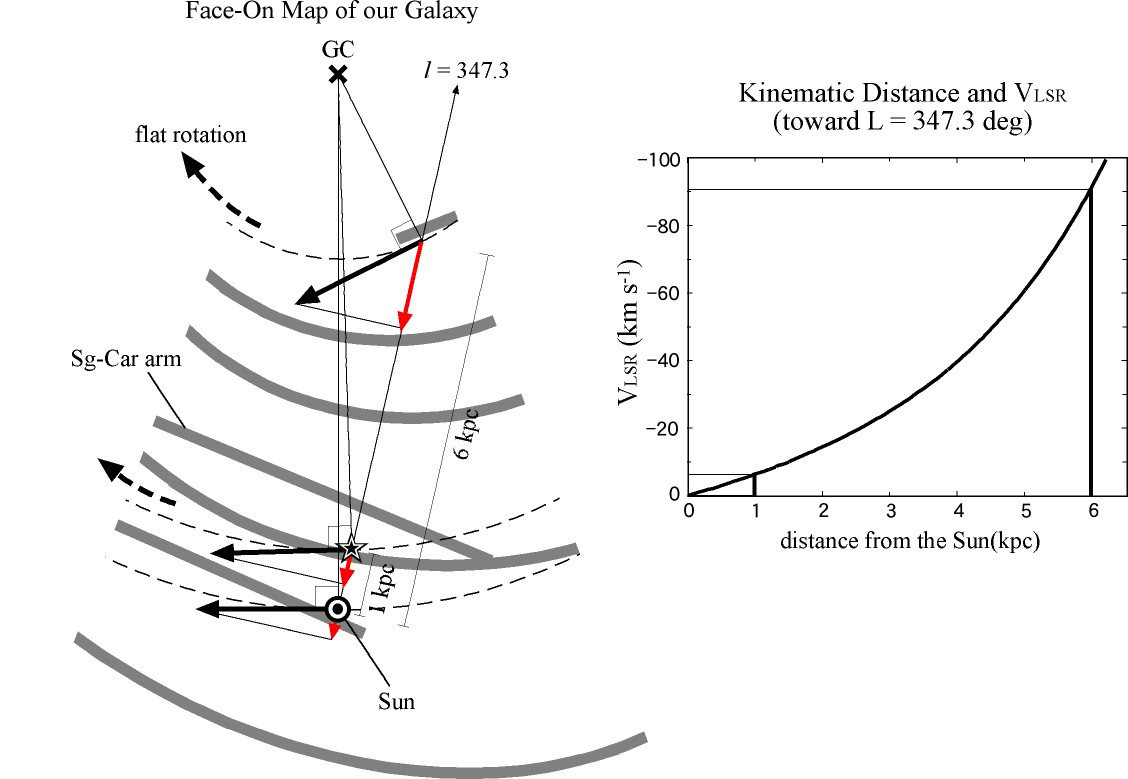 Face-On Map of our Galaxy
GC
l = 347.3
flat rotation
Sg-Car arm
6 kpc
1 kpc
Sun
Kinematic Distance and VLSR
(toward L = 347.3 deg)
VLSR (km s-1)
−100
−80
−60
−40
−20
0
0 1 2 3 4 5 6
distance from the Sun(kpc)